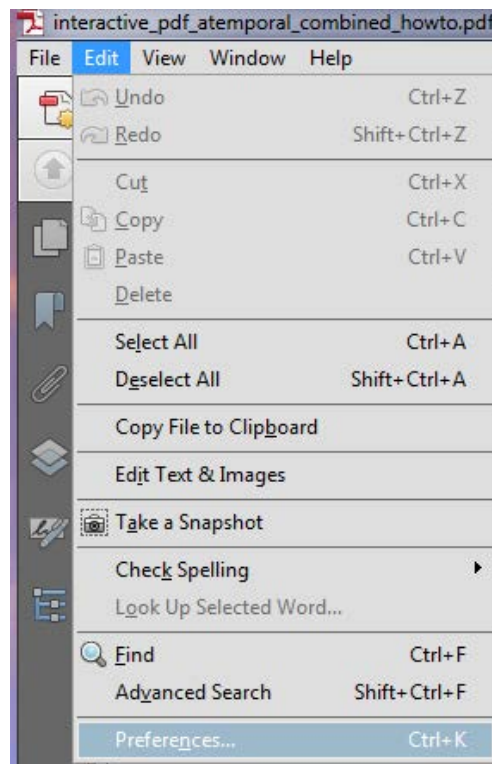 interactive_pdf_atemporal_combined_howto.pdf
File Edit View Window Help
Undo Ctrl+Z
Redo Shift+Ctrl+Z
Cut Ctrl+X
Copy Ctrl+C
Paste Ctrl+V
Delete
Select All Ctrl+A
Deselect All Shift+Ctrl+A
Copy File to Clipboard
Edit Text & Images
Take a Snapshot
Check Spelling
Look Up Selected Word...
Find Ctrl+F
Advanced Search Shift+Ctrl+F
Preferences... Ctrl+K